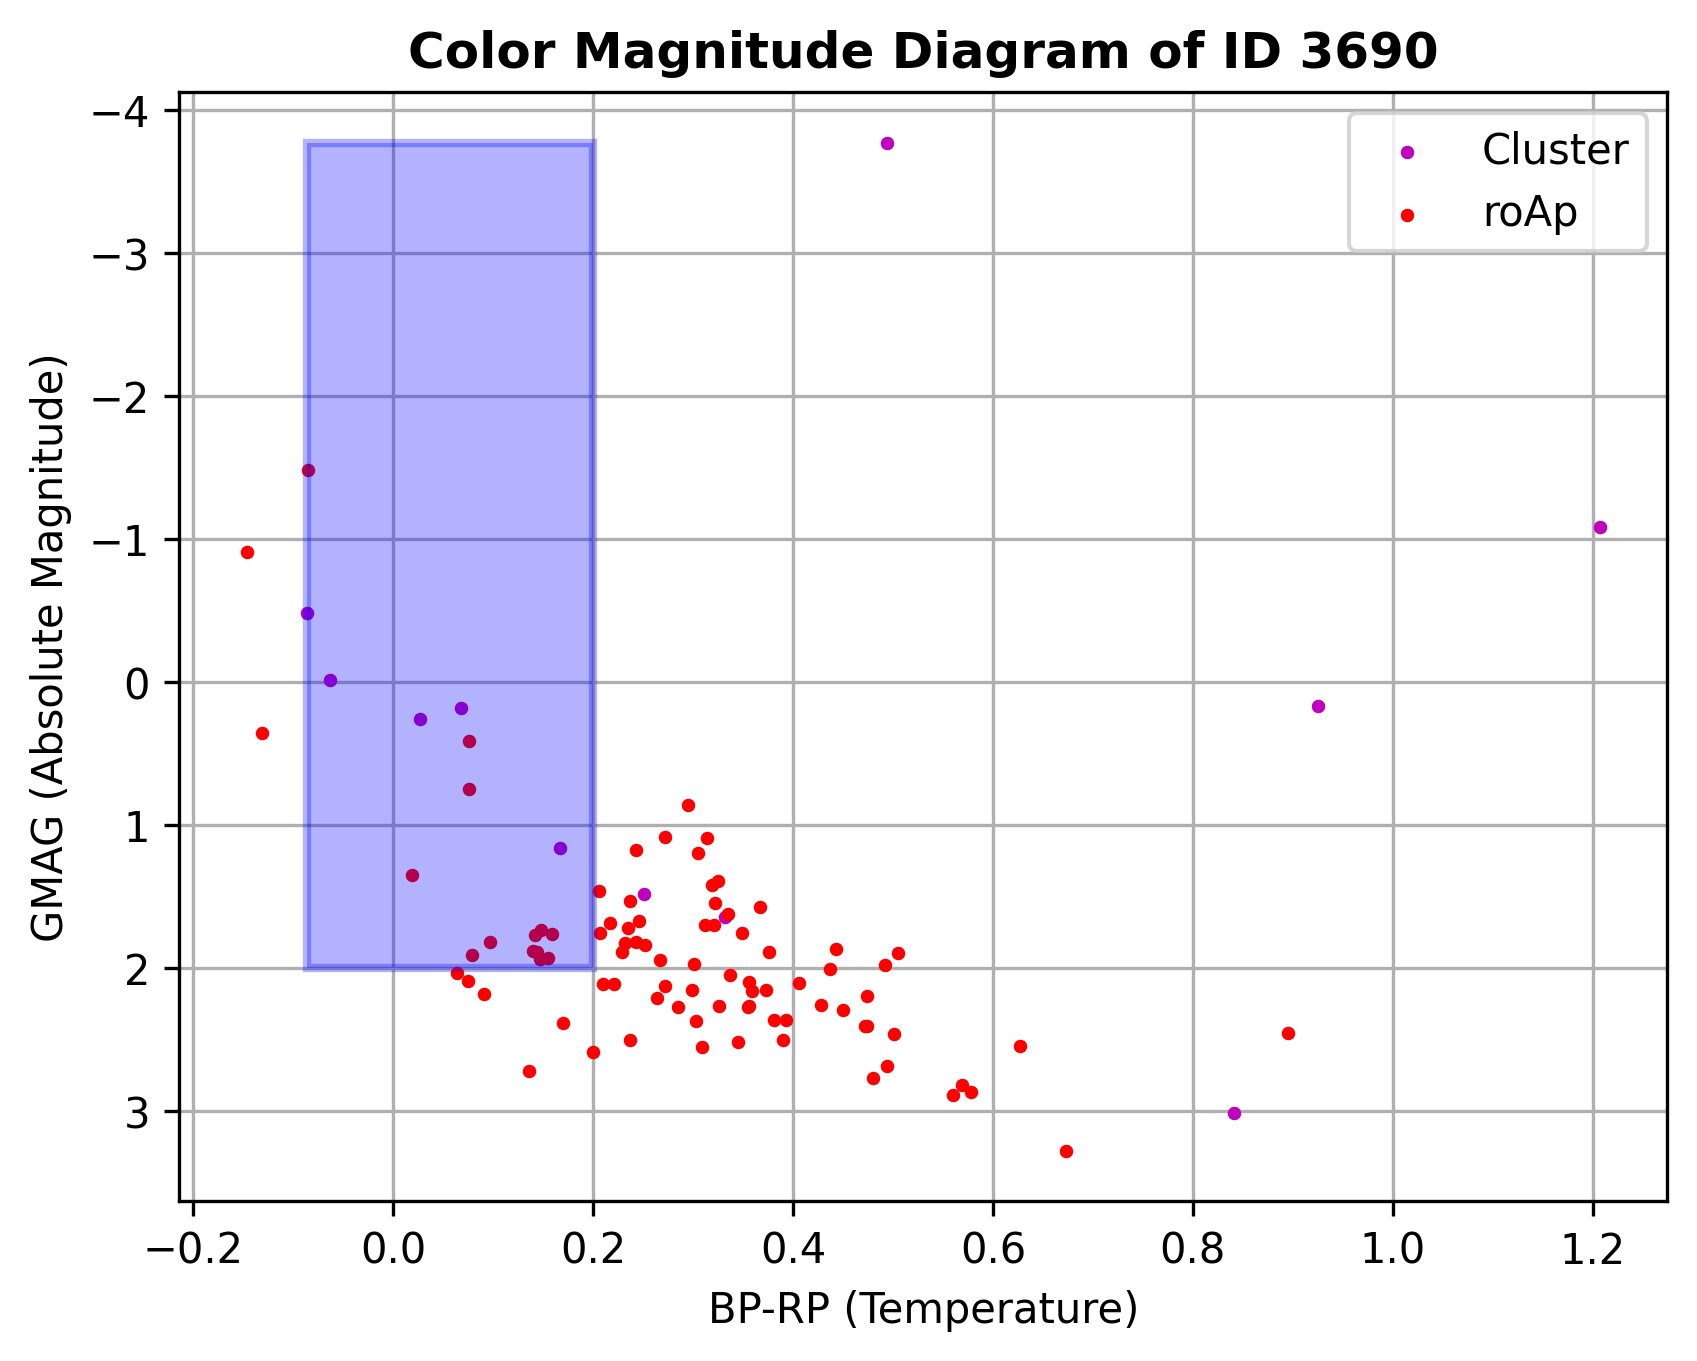 Color Magnitude Diagram of ID 3690
Cluster
roAp
GMAG (Absolute Magnitude)
−4
−3
−2
−1
0
1
2
3
−0.2 0.0 0.2 0.4 0.6 0.8 1.0 1.2
BP-RP (Temperature)